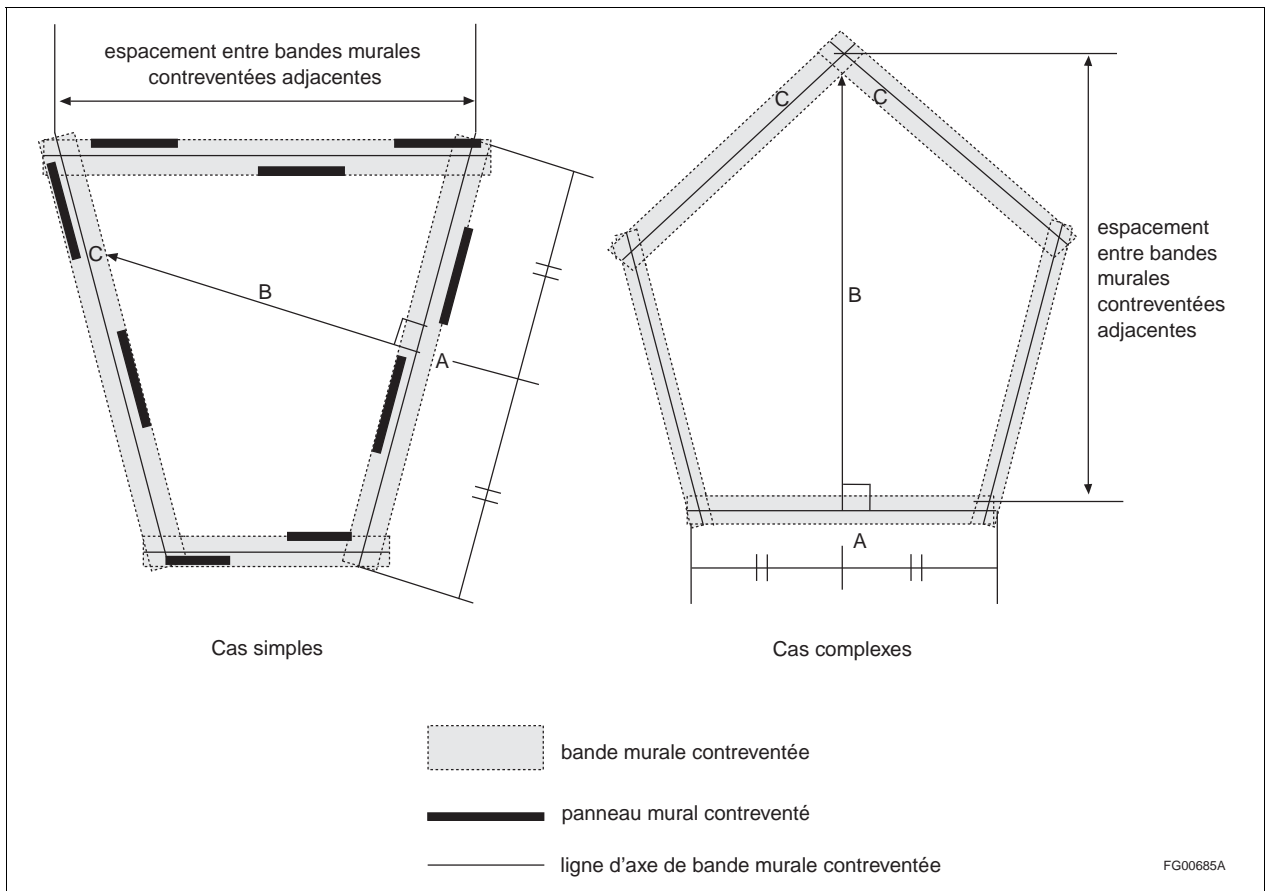 espacement entre bandes murales
contreventées adjacentes
C
B
A
Cas simples
C
C
B
A
espacement
entre bandes
murales
contreventées
adjacentes
Cas complexes
bande murale contreventée
panneau mural contreventé
ligne d'axe de bande murale contreventée
FG00685A